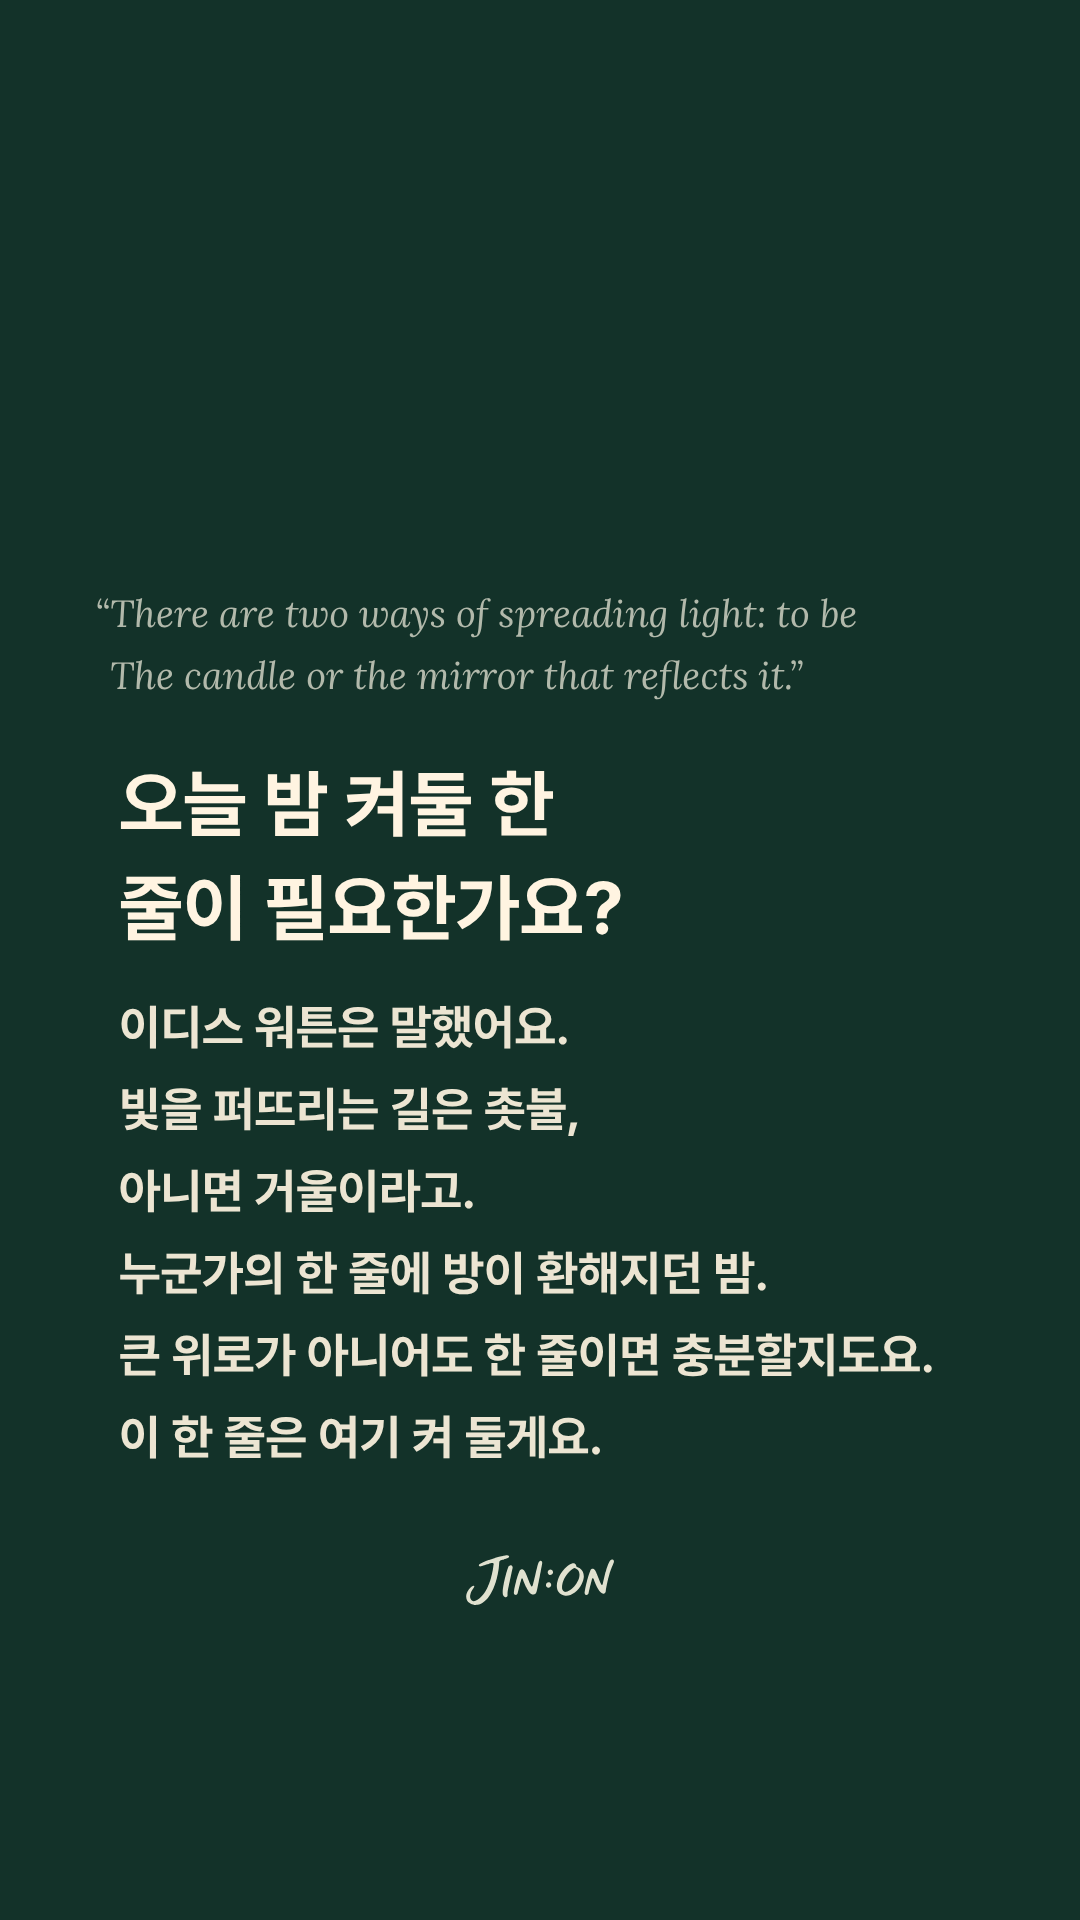 “There are two ways of spreading light: to be
The candle or the mirror that reflects it.”
오늘 밤 켜둘 한
줄이 필요한가요?
이디스 워튼은 말했어요.
빛을 퍼뜨리는 길은 촛불,
아니면 거울이라고.
누군가의 한 줄에 방이 환해지던 밤.
큰 위로가 아니어도 한 줄이면 충분할지도요.
이 한 줄은 여기 켜 둘게요.
JIN:ON